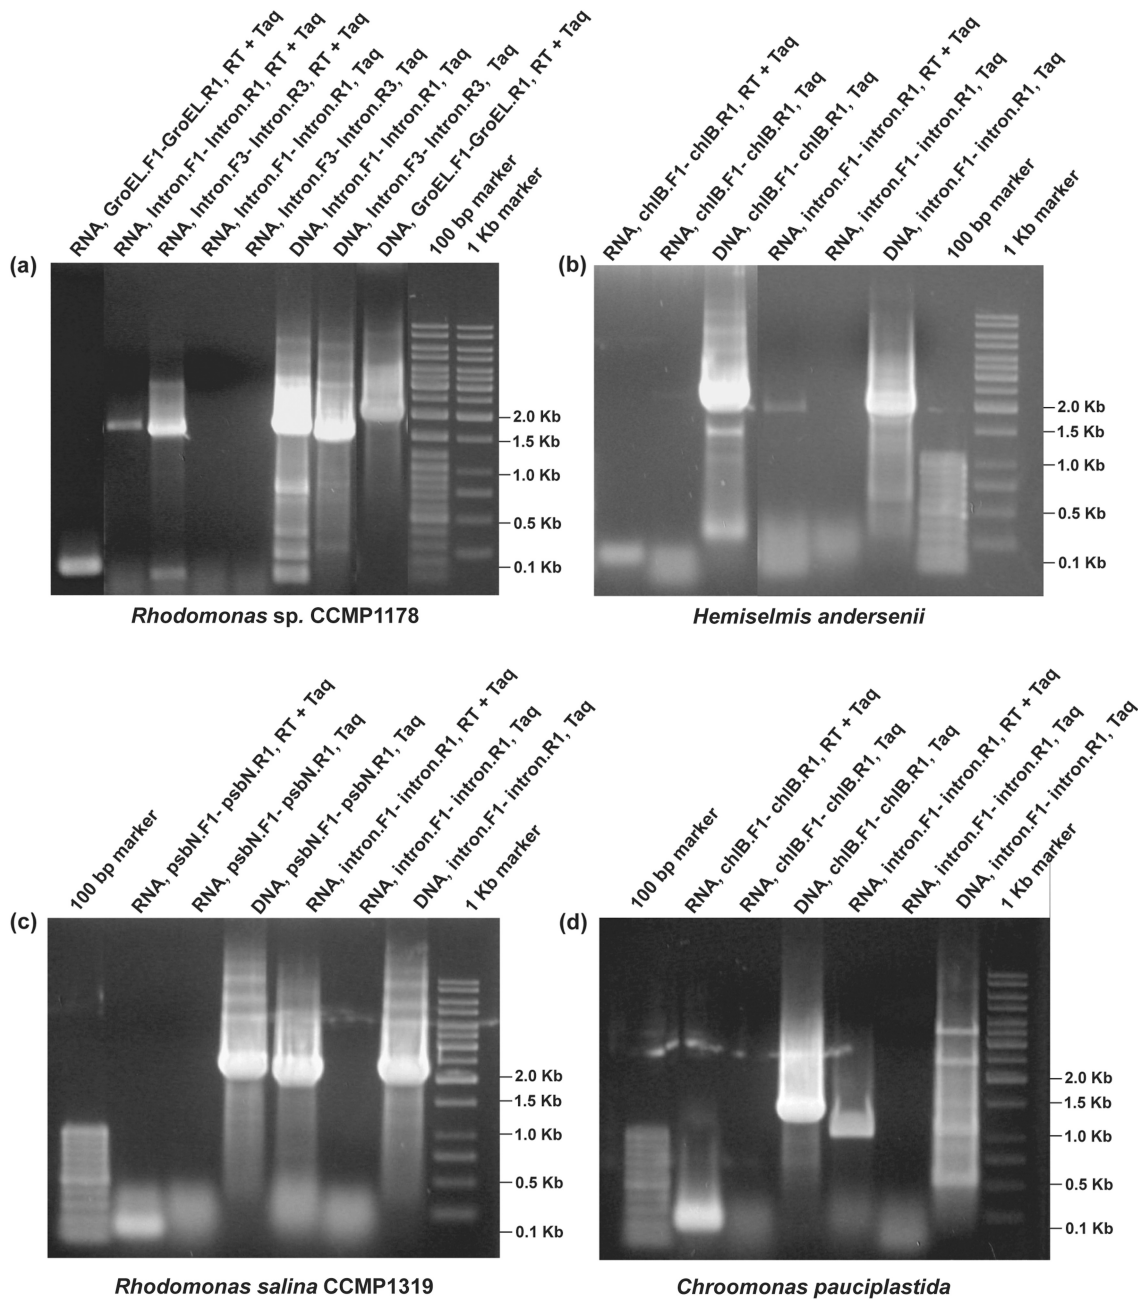 (a)
RNA, GroEL.F1-GroEL.R1, RT + Taq
RNA, Intron.F1- Intron.R1, RT + Taq
RNA, Intron.F3- Intron.R3, RT + Taq
RNA, Intron.F1- Intron.R1, Taq
RNA, Intron.F3- Intron.R3, Taq
DNA, Intron.F1- Intron.R1, Taq
DNA, Intron.F3- Intron.R3, Taq
DNA, GroEL.F1-GroEL.R1, RT + Taq
100 bp marker
1 Kb marker
2.0 Kb
1.5 Kb
1.0 Kb
0.5 Kb
0.1 Kb
Rhodomonas sp. CCMP1178
(b)
RNA, chlB.F1- chlB.R1, RT + Taq
RNA, chlB.F1- chlB.R1, Taq
DNA, chlB.F1- chlB.R1, Taq
RNA, intron.F1- intron.R1, RT + Taq
RNA, intron.F1- intron.R1, Taq
DNA, intron.F1- intron.R1, Taq
100 bp marker
1 Kb marker
2.0 Kb
1.5 Kb
1.0 Kb
0.5 Kb
0.1 Kb
Hemiselmis andersenii
(c)
100 bp marker
RNA, psbN.F1- psbN.R1, RT + Taq
RNA, psbN.F1- psbN.R1, Taq
DNA, psbN.F1- psbN.R1, Taq
RNA, intron.F1- intron.R1, RT + Taq
RNA, intron.F1- intron.R1, Taq
DNA, intron.F1- intron.R1, Taq
1 Kb marker
2.0 Kb
1.5 Kb
1.0 Kb
0.5 Kb
0.1 Kb
Rhodomonas salina CCMP1319
(d)
100 bp marker
RNA, chlB.F1- chlB.R1, RT + Taq
RNA, chlB.F1- chlB.R1, Taq
DNA, chlB.F1- chlB.R1, Taq
RNA, intron.F1- intron.R1, RT + Taq
RNA, intron.F1- intron.R1, Taq
DNA, intron.F1- intron.R1, Taq
1 Kb marker
2.0 Kb
1.5 Kb
1.0 Kb
0.5 Kb
0.1 Kb
Chroomonas pauciplastida